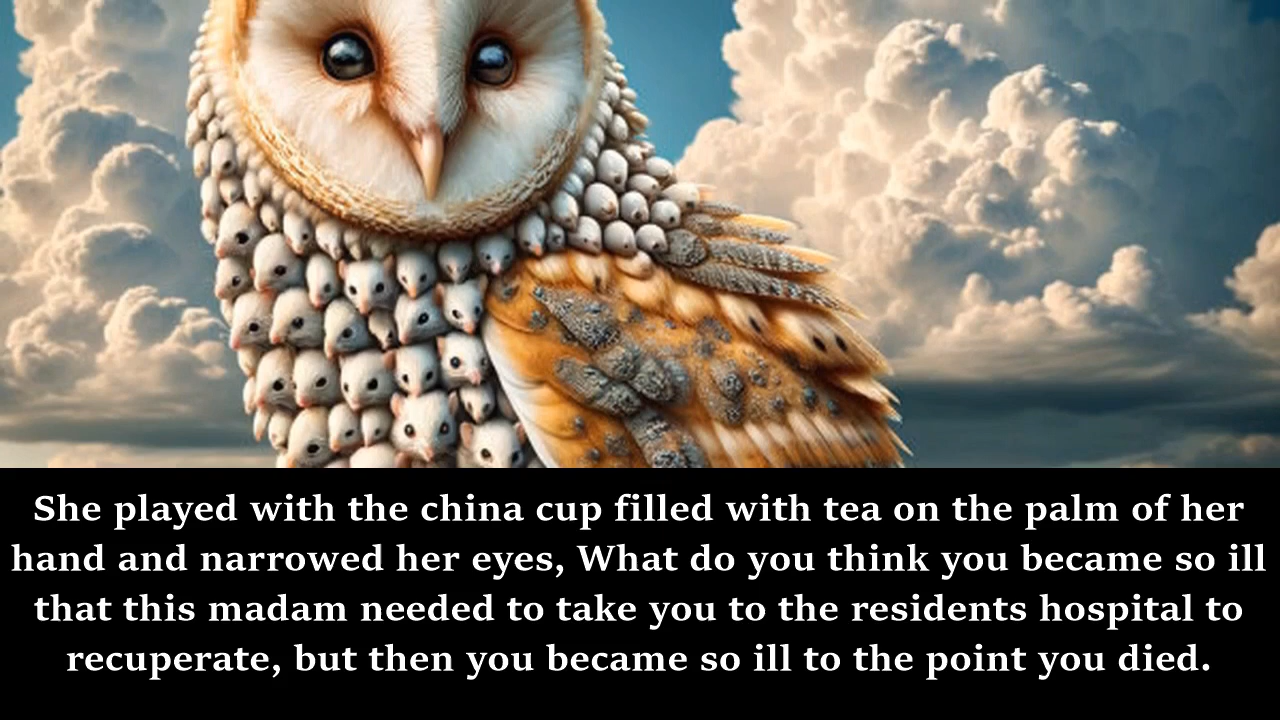 She played with the china cup filled with tea on the palm of her
hand and narrowed her eyes, What do you think you became so ill
that this madam needed to take you to the residents hospital to
recuperate, but then you became so ill to the point you died.